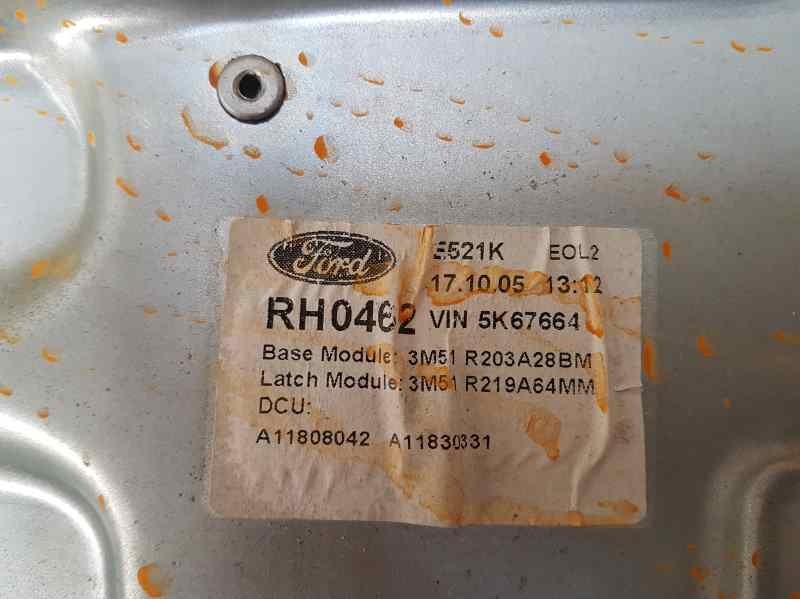 Ford E521K EOL2
17.10.05 13:12
RH0462 VIN 5K67664
Base Module: 3M51 R203A28BM
Latch Module: 3M51 R219A64MM
DCU:
A11808042 A11830331